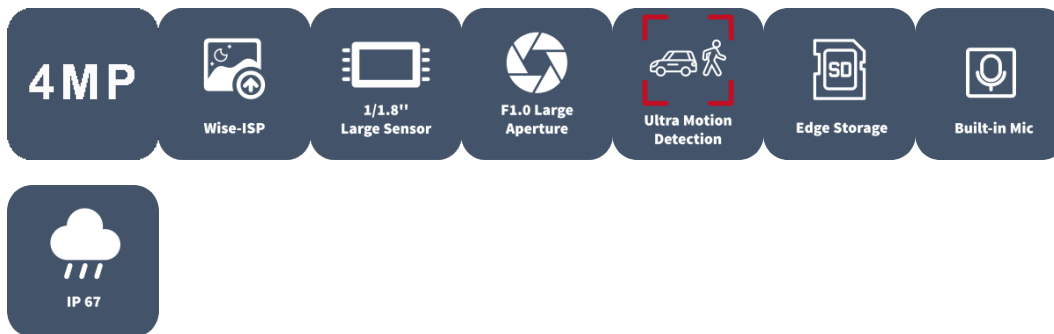 4MP
Wise-ISP
1/1.8''
Large Sensor
F1.0 Large
Aperture
Ultra Motion
Detection
SD
Edge Storage
Built-in Mic
IP 67